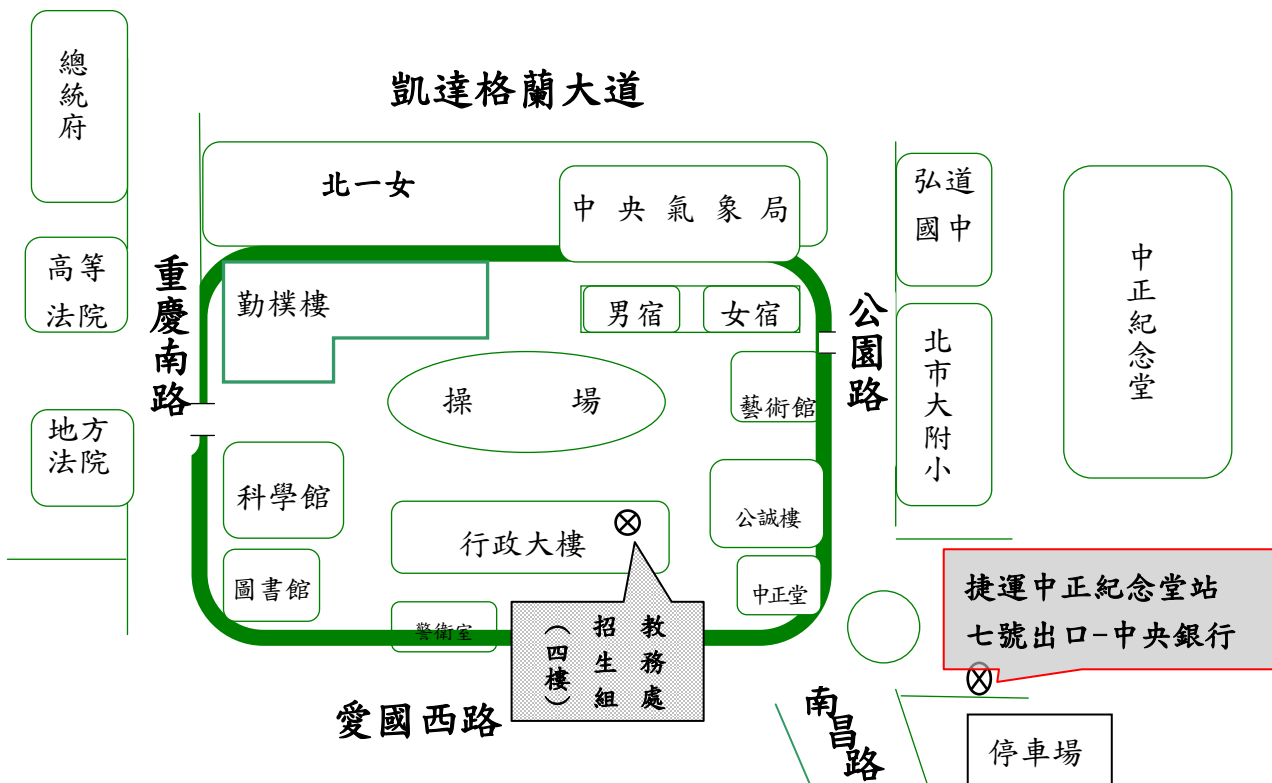 總統府
凱達格蘭大道
北一女
中央氣象局
弘道
國中
中正紀念堂
高等
法院
重慶南路
勤樸樓
男宿
女宿
公園路
北市大附小
操場
藝術館
地方
法院
科學館
公誠樓
行政大樓
圖書館
中正堂
警衛室
教務處
招生組
（四樓）
捷運中正紀念堂站
七號出口-中央銀行
愛國西路
南昌路
停車場